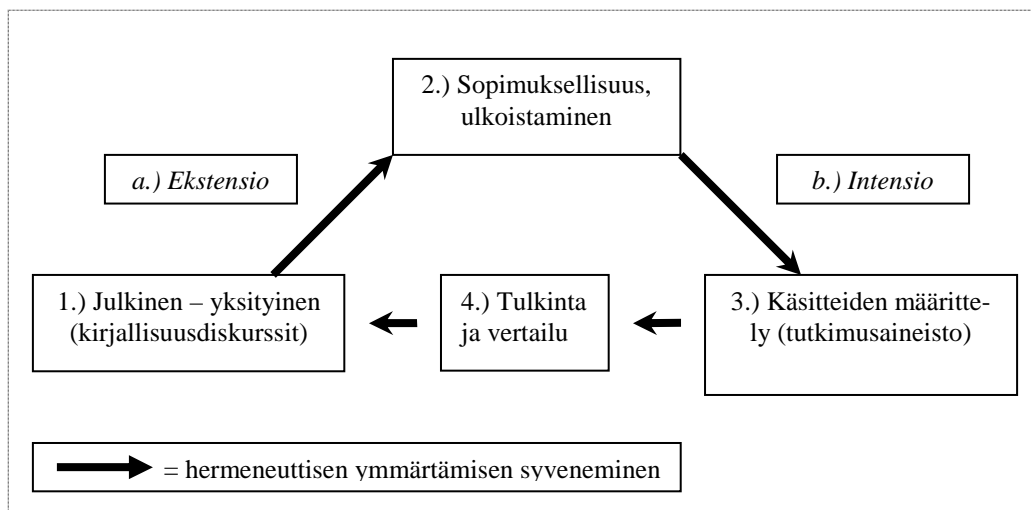 2.) Sopimuksellisuus,
ulkoistaminen
a.) Ekstensio
b.) Intensio
1.) Julkinen – yksityinen
(kirjallisuusdiskurssit)
4.) Tulkinta
ja vertailu
3.) Käsitteiden määritte-
ly (tutkimusaineisto)
= hermeneuttisen ymmärtämisen syveneminen